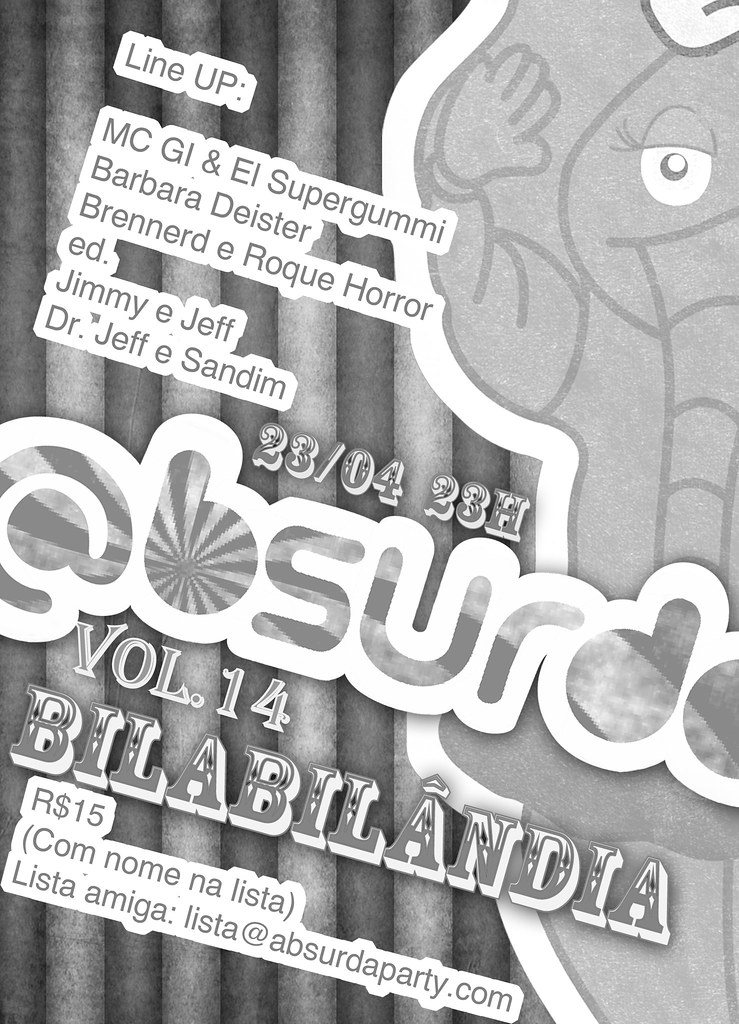 Line UP:
MC GI & El Supergummi
Barbara Deister
Brennerd e Roque Horror
ed.
Jimmy e Jeff
Dr. Jeff e Sandim
23/04 23H
@bsurda
VOL.14
BILABILÂNDIA
R$15
(Com nome na lista)
Lista amiga: lista@absurdaparty.com